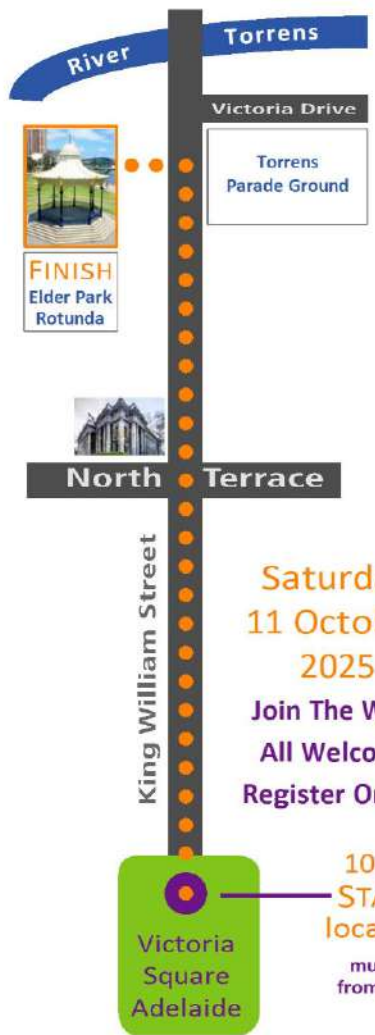 River Torrens
Victoria Drive
Torrens
Parade Ground
FINISH
Elder Park
Rotunda
North Terrace
King William Street
Saturd
11 Octo
2025
Join The W
All Welco
Register Or
10
STA
loca
mu
from
Victoria
Square
Adelaide